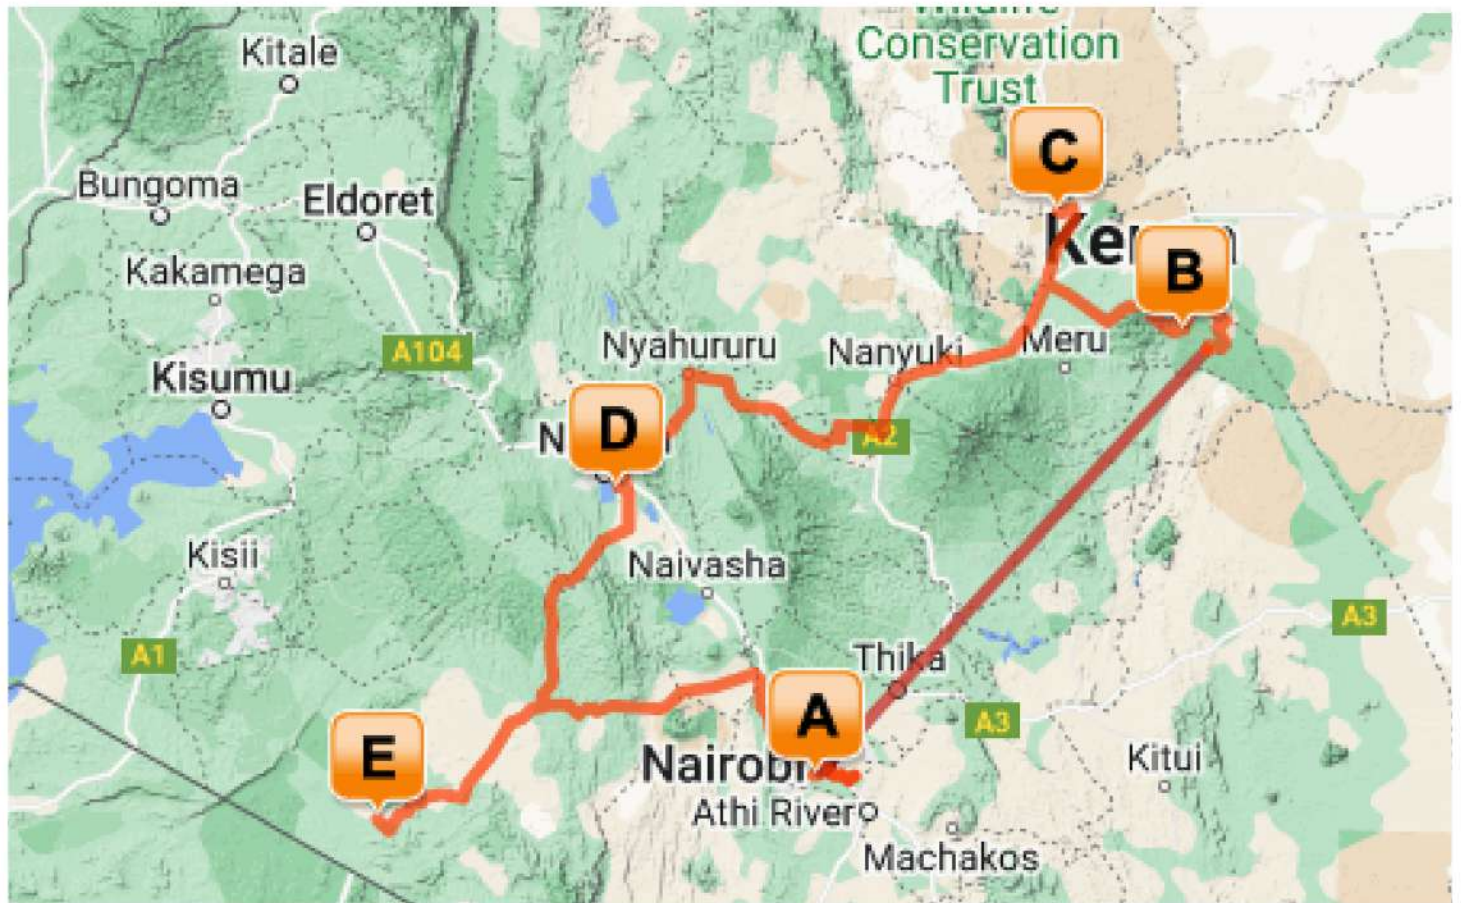 Kitale
Conservation
Trust
C
Bungoma
Eldoret
B
Kakamega
A104
Nyahururu
Nanyuki
Meru
Kisumu
D
A2
Kisii
Naivasha
A3
A1
Thika
A
A3
E
Nairobi
Kitui
Athi River
Machakos